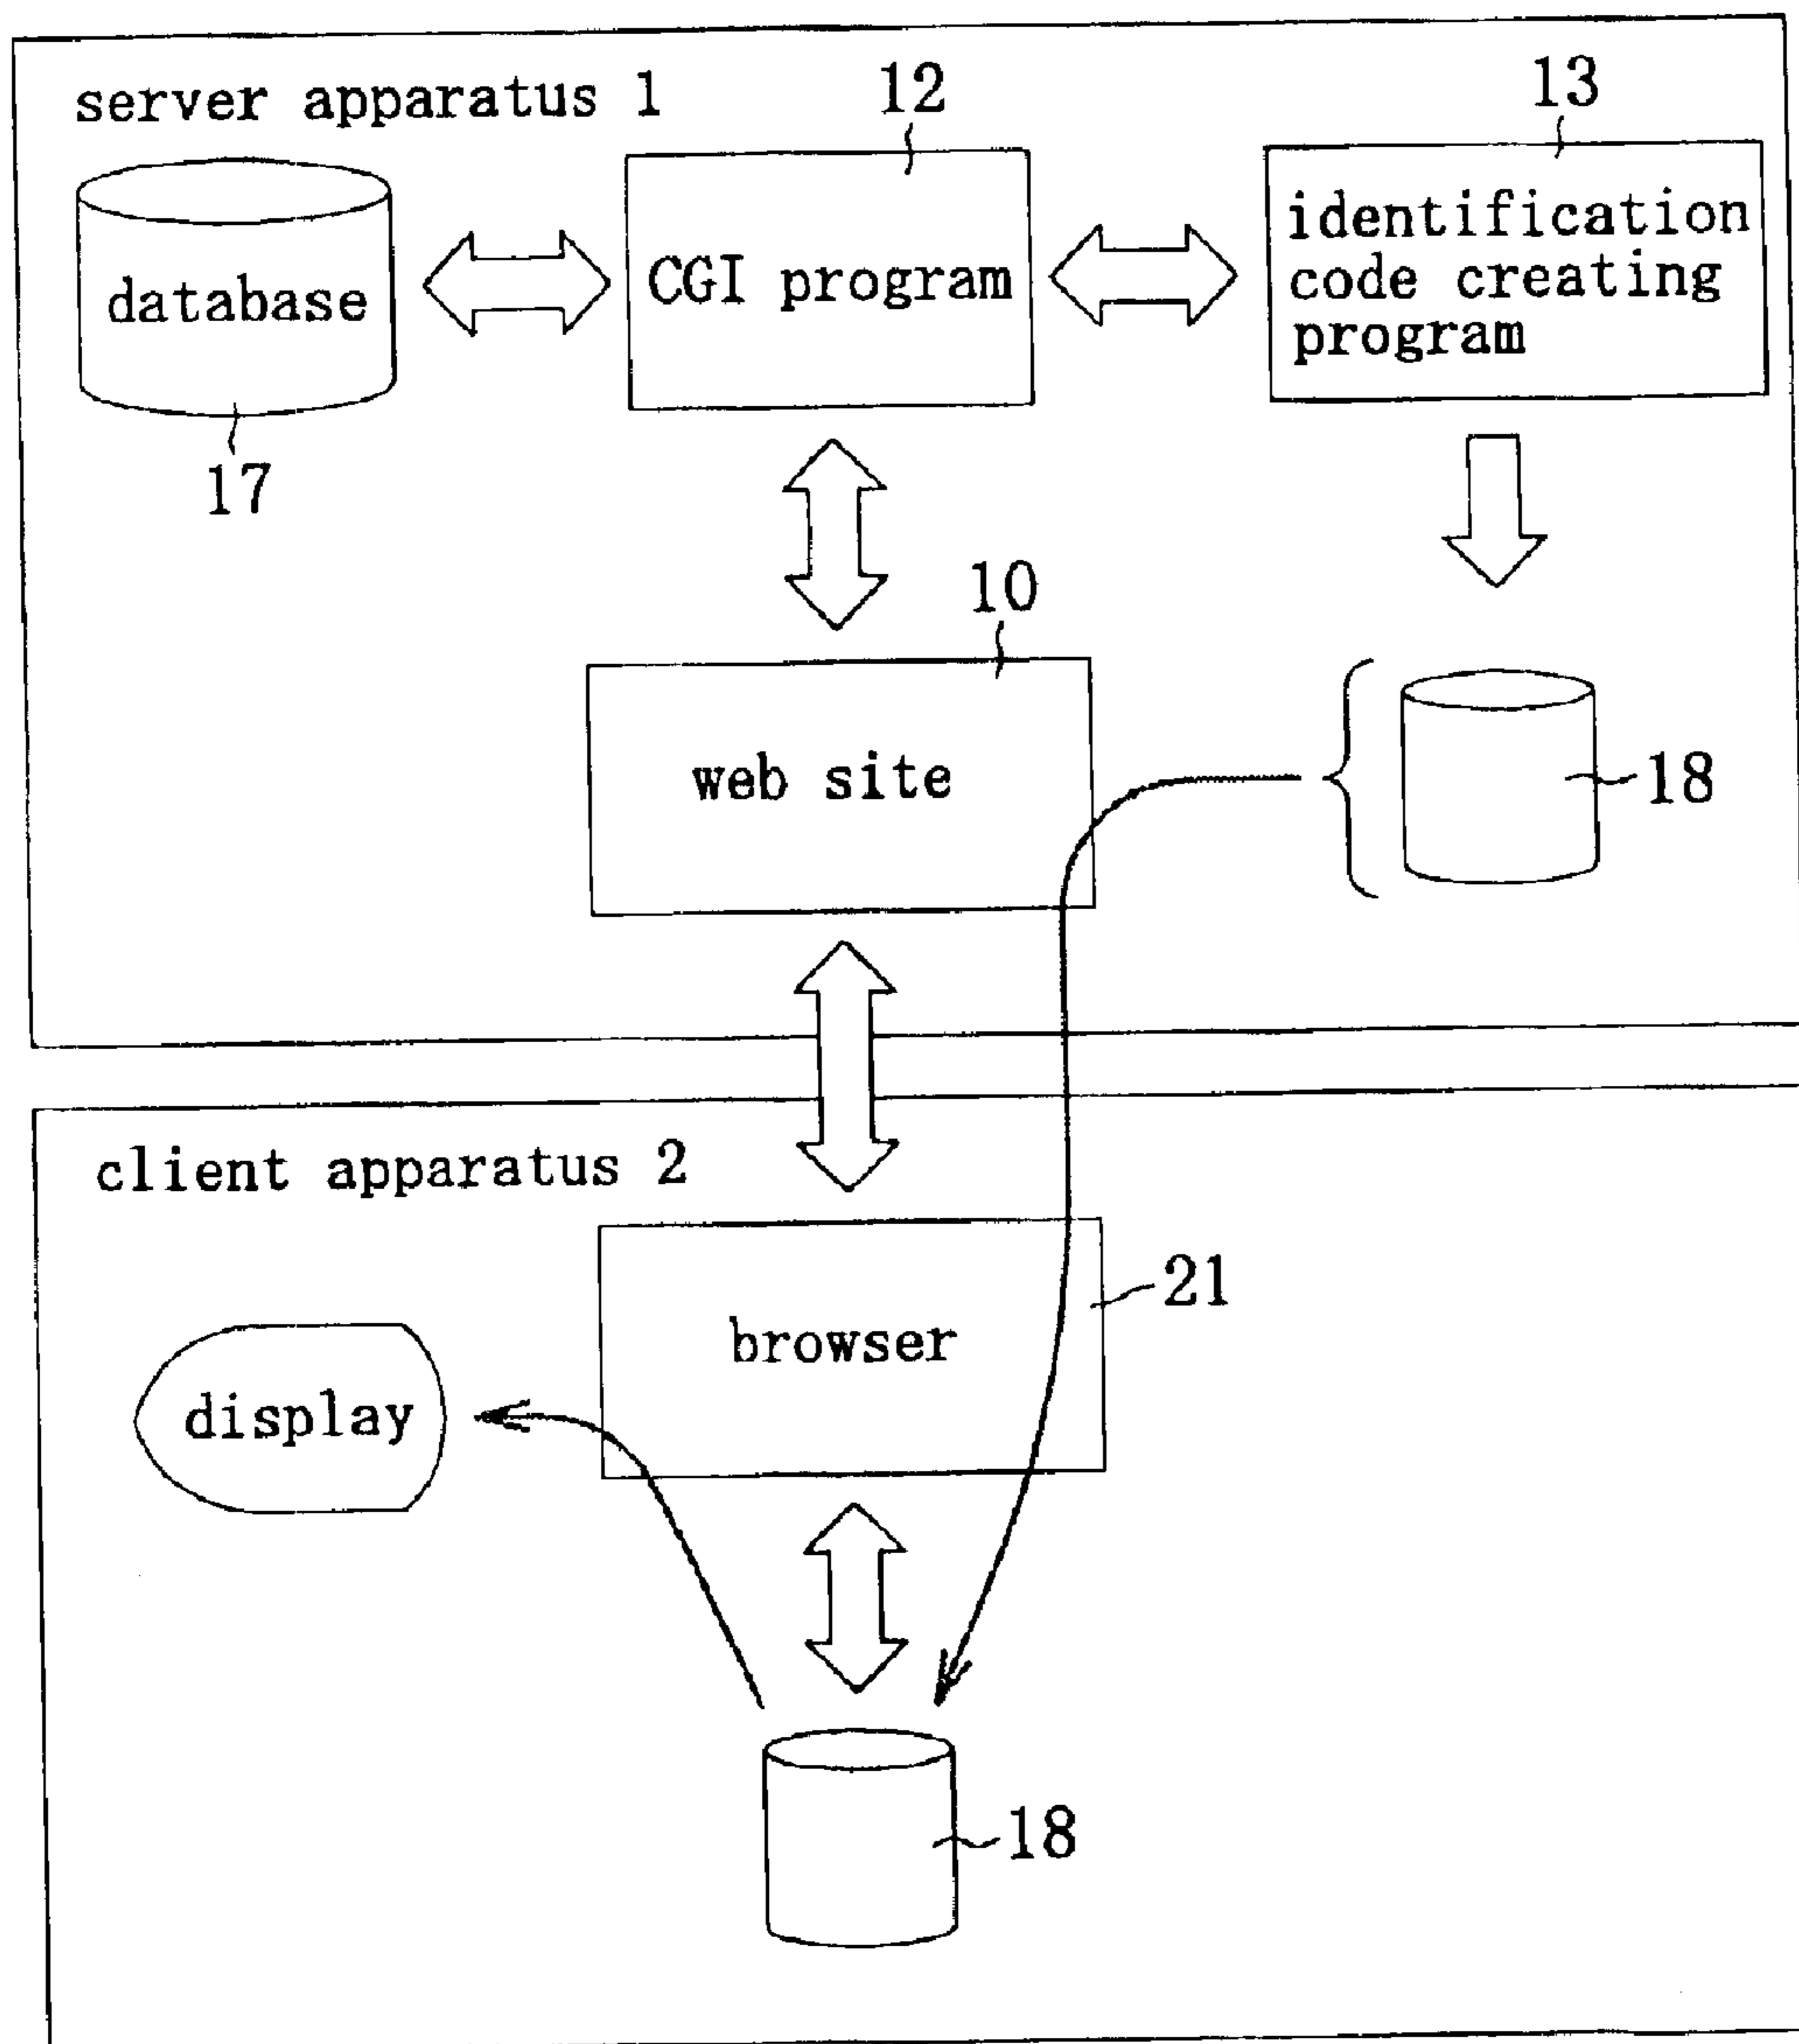 server apparatus 1
12
13
database
CGI program
identification
code creating
program
17
10
web site
18
client apparatus 2
21
browser
display
18